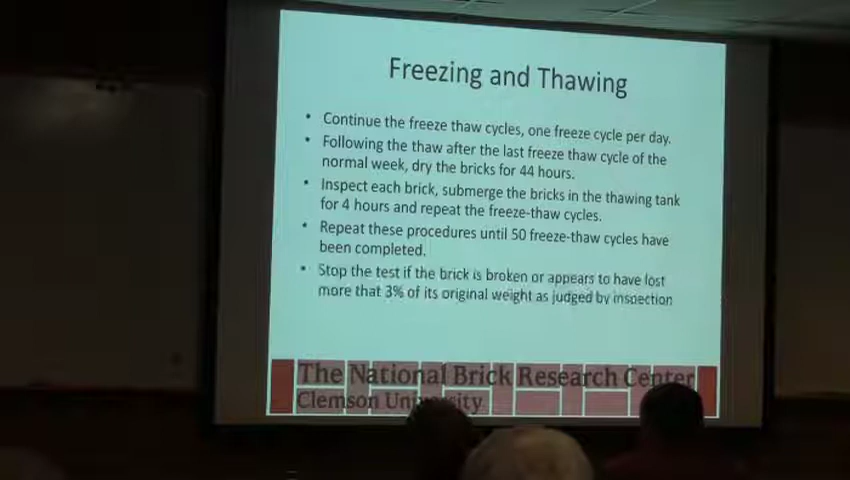 Freezing and Thawing
• Continue the freeze thaw cycles, one freeze cycle per day.
• Following the thaw after the last freeze thaw cycle of the
normal week, dry the bricks for 44 hours.
• Inspect each brick, submerge the bricks in the thawing tank
for 4 hours and repeat the freeze-thaw cycles.
• Repeat these procedures until 50 freeze-thaw cycles have
been completed.
• Stop the test if the brick is broken or appears to have lost
more that 3% of its original weight as judged by inspection
The National Brick Research Center
Clemson University